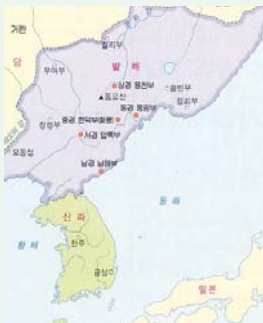 거란
당
철리부
부여부
발 해
상경 용천부
▲동모산
솔빈부
정리부
동경 용원부
중경 현덕부(화룡)
장령부
서경 압록부
요동성
남경 남해부
동 해
신 라
황 해
한주
금성
일본